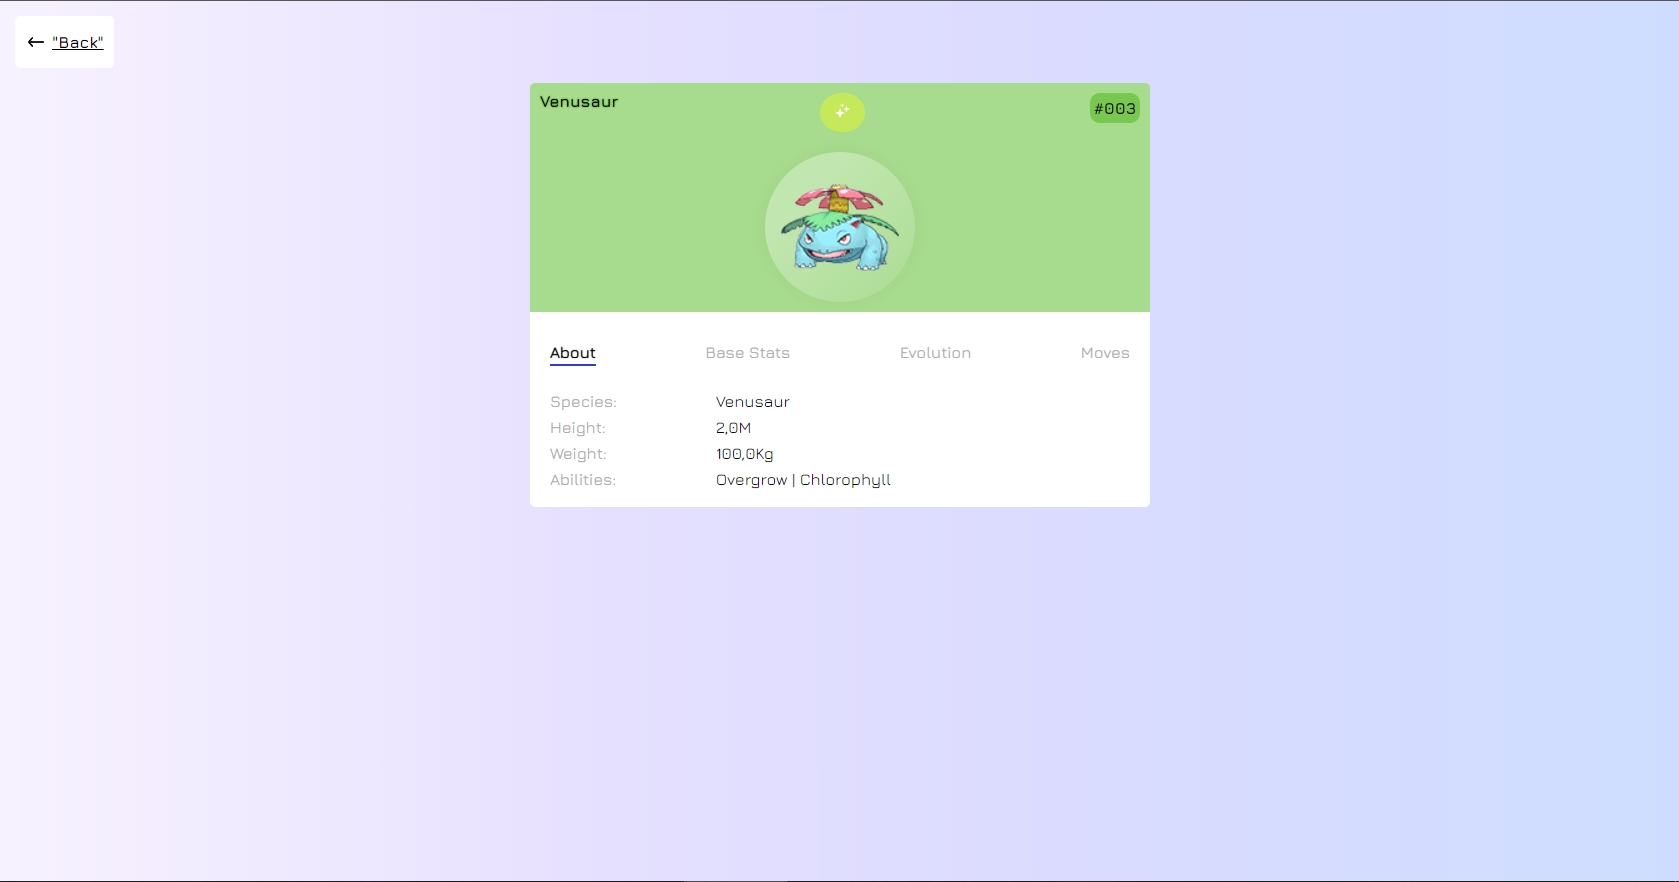 "Back"
Venusaur
#003
About Base Stats Evolution Moves
Species: Venusaur
Height: 2,0M
Weight: 100,0Kg
Abilities: Overgrow | Chlorophyll